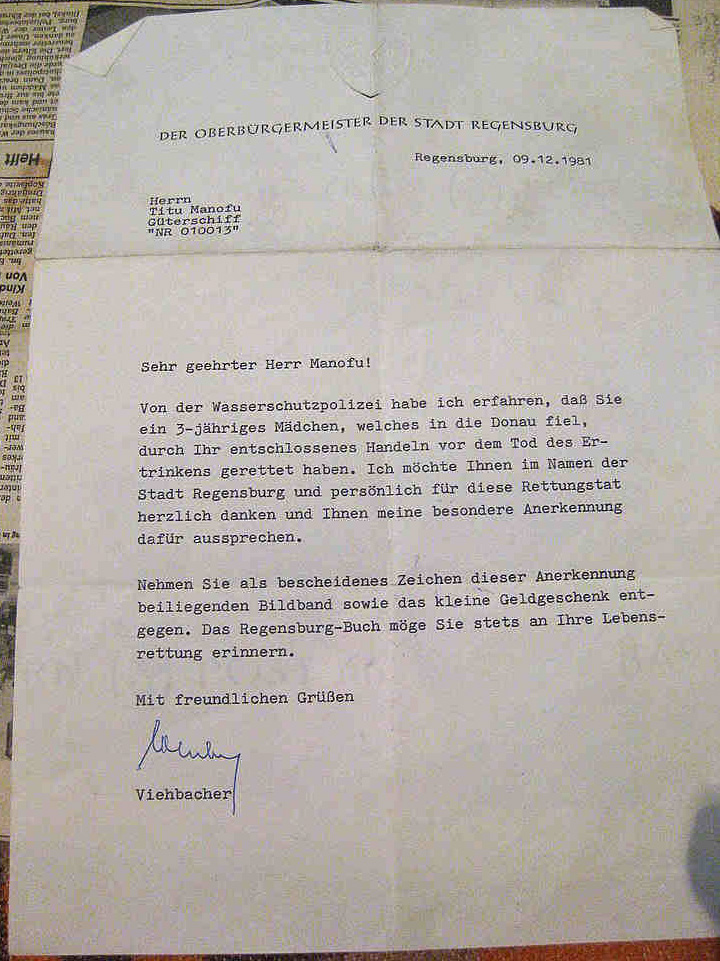 DER OBERBÜRGERMEISTER DER STADT REGENSBURG
Regensburg, 09.12.1981
Herrn
Titu Manofu
Güterschiff
"NR 010013"
Sehr geehrter Herr Manofu!
Von der Wasserschutzpolizei habe ich erfahren, daß Sie
ein 3-jähriges Mädchen, welches in die Donau fiel,
durch Ihr entschlossenes Handeln vor dem Tod des Er-
trinkens gerettet haben. Ich möchte Ihnen im Namen der
Stadt Regensburg und persönlich für diese Rettungstat
herzlich danken und Ihnen meine besondere Anerkennung
dafür aussprechen.
Nehmen Sie als bescheidenes Zeichen dieser Anerkennung
beiliegenden Bildband sowie das kleine Geldgeschenk ent-
gegen. Das Regensburg-Buch möge Sie stets an Ihre Lebens-
rettung erinnern.
Mit freundlichen Grüßen
Viehbacher
Helft
Von
Kind